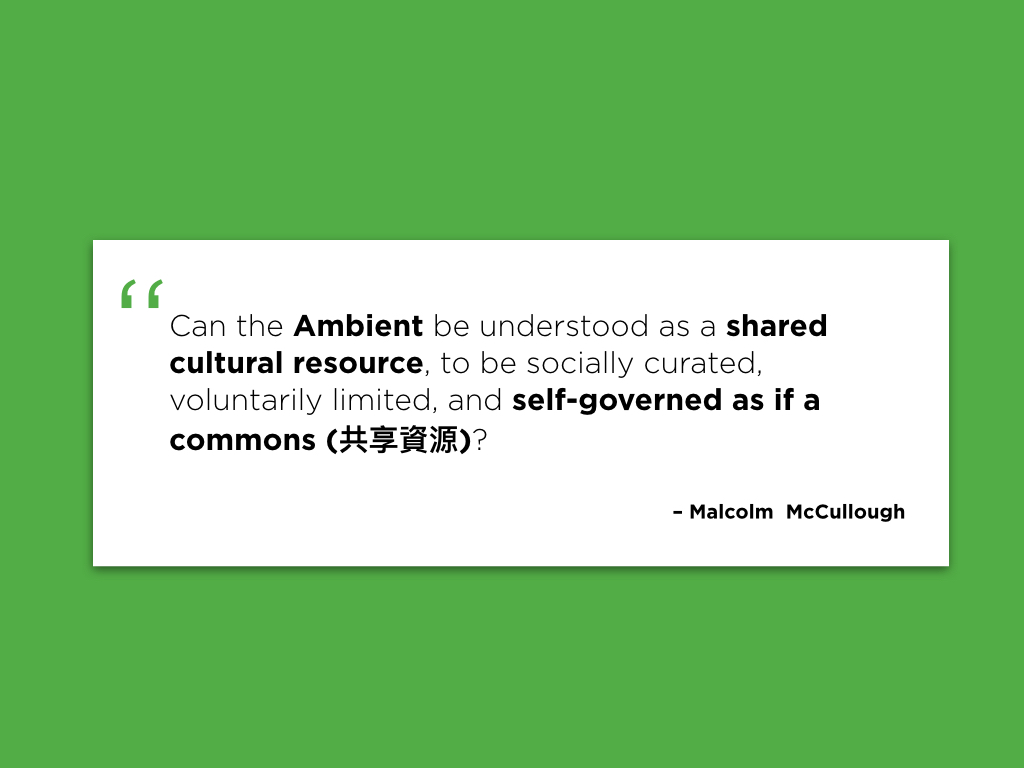 “
Can the Ambient be understood as a shared
cultural resource, to be socially curated,
voluntarily limited, and self-governed as if a
commons (共享資源)?
– Malcolm  McCullough